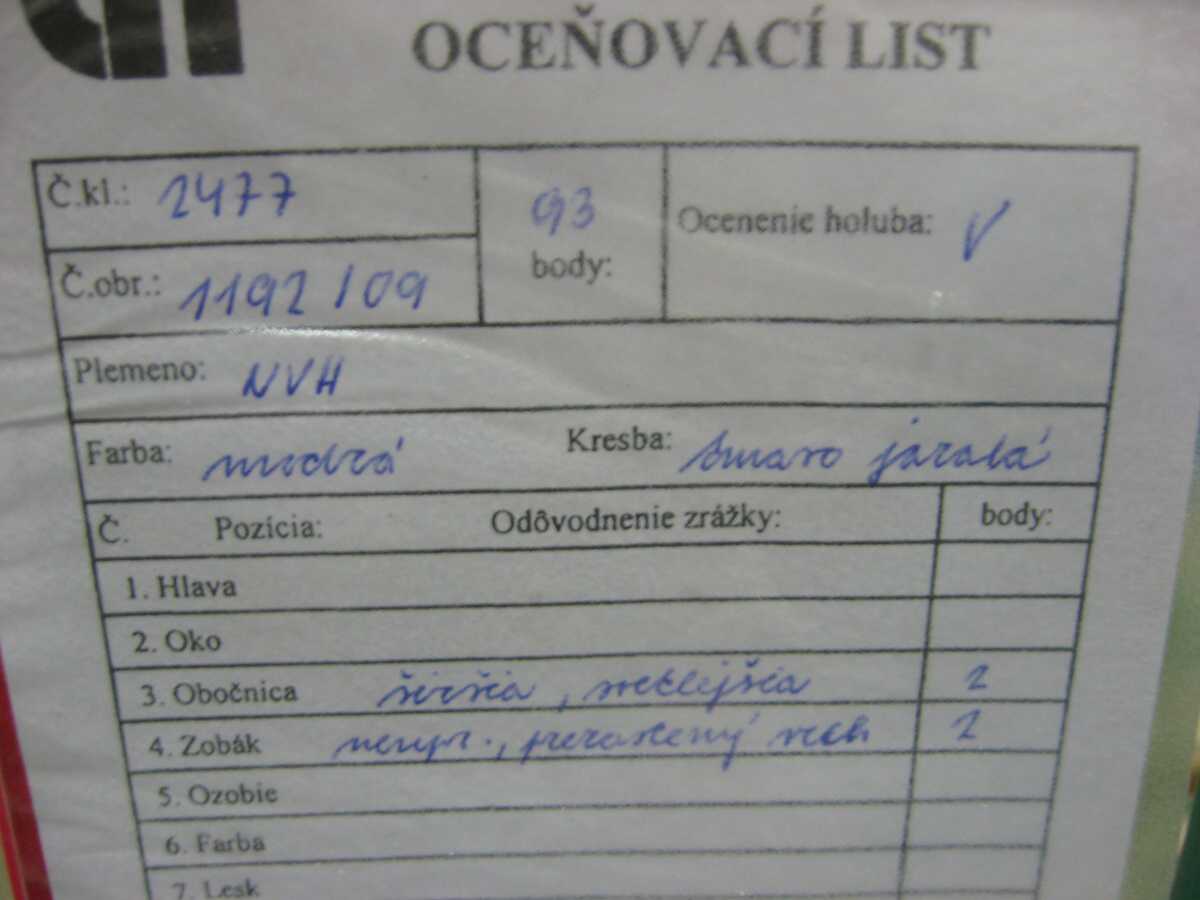 OCEŇOVACÍ LIST
Č.kl.: 2477
93
body:
Ocenenie holuba: V
Č.obr.: 1192/09
Plemeno: NVH
Farba: modrá Kresba: tmavo jaralá
Č. Pozícia: Odôvodnenie zrážky: body:
1. Hlava
2. Oko
3. Obočnica širšia, svetlejšia 2
4. Zobák neupr., prerastený vrch 2
5. Ozobie
6. Farba
7. Lesk